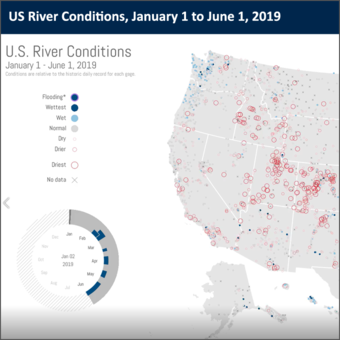 US River Conditions, January 1 to June 1, 2019
U.S. River Conditions
January 1 - June 1, 2019
Conditions are relative to the historic daily record for each gage.
Flooding*
Wettest
Wet
Normal
Dry
Drier
Driest
No data
Jan
Feb
Mar
Apr
May
Jun
Jan 02
2019